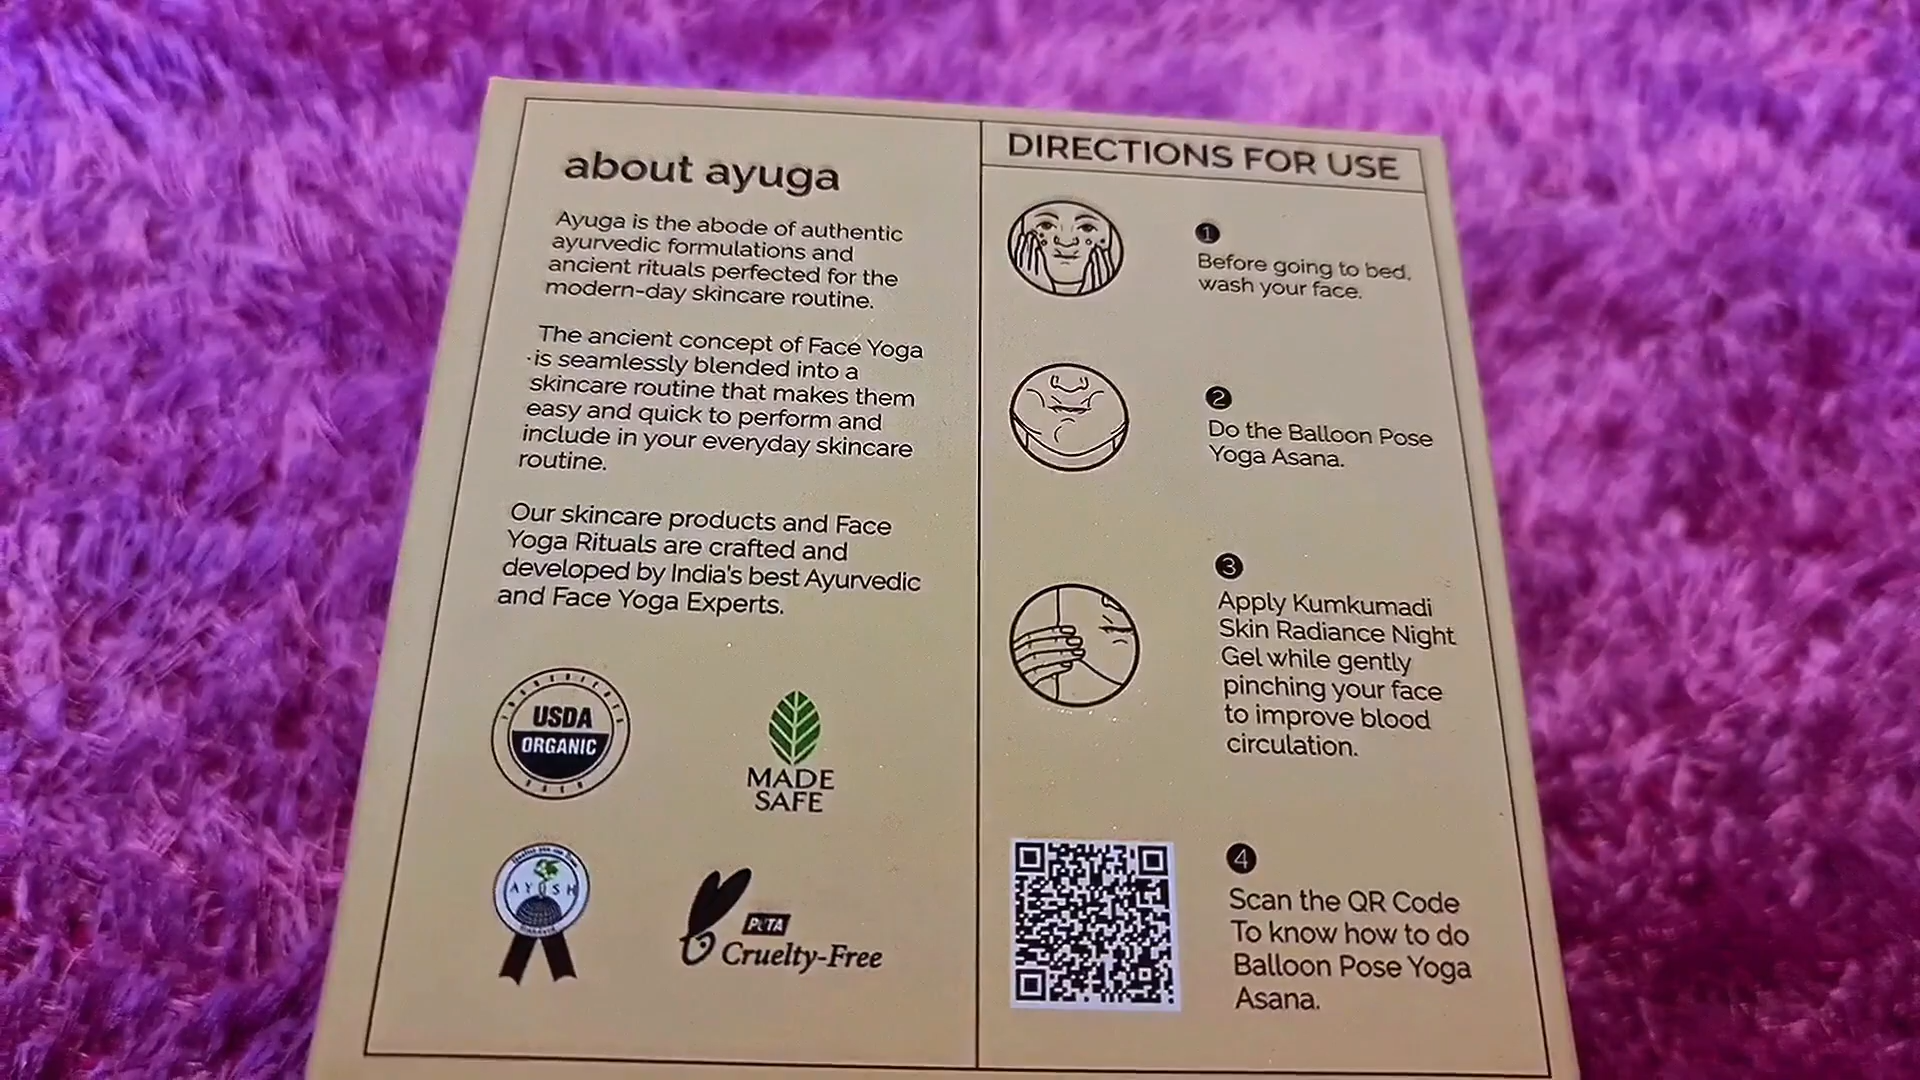 about ayuga
Ayuga is the abode of authentic
ayurvedic formulations and
ancient rituals perfected for the
modern-day skincare routine.
The ancient concept of Face Yoga
is seamlessly blended into a
skincare routine that makes them
easy and quick to perform and
include in your everyday skincare
routine.
Our skincare products and Face
Yoga Rituals are crafted and
developed by India's best Ayurvedic
and Face Yoga Experts.
USDA
ORGANIC
MADE
SAFE
AYUSH
PETA
Cruelty-Free
DIRECTIONS FOR USE
1
Before going to bed,
wash your face.
2
Do the Balloon Pose
Yoga Asana.
3
Apply Kumkumadi
Skin Radiance Night
Gel while gently
pinching your face
to improve blood
circulation.
4
Scan the QR Code
To know how to do
Balloon Pose Yoga
Asana.